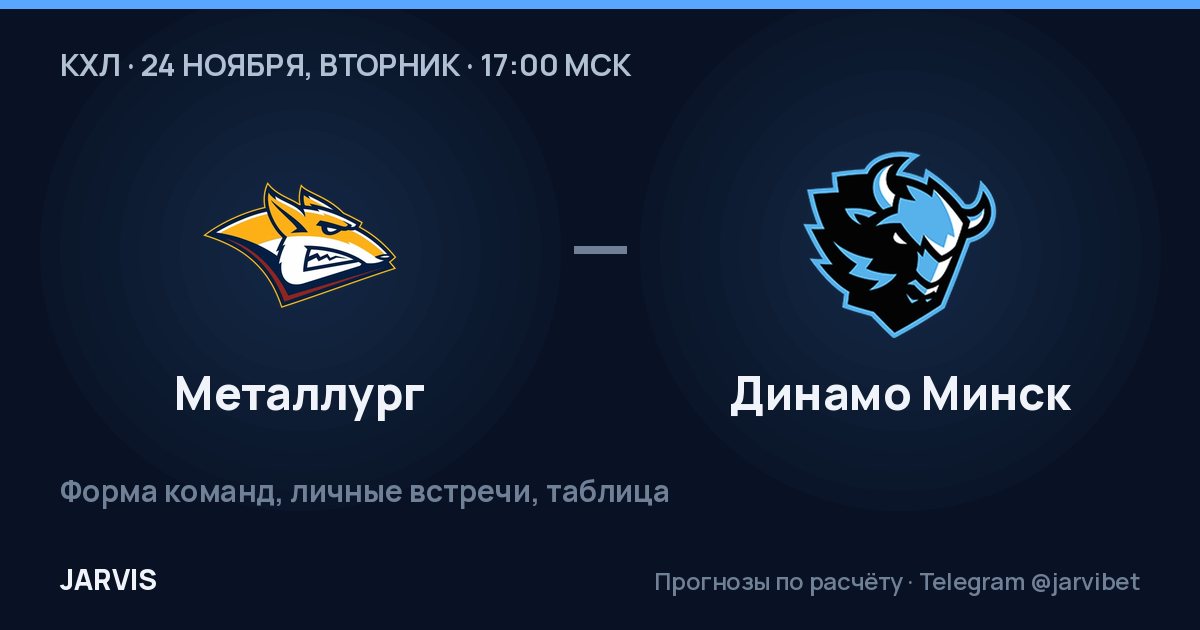 КХЛ · 24 НОЯБРЯ, ВТОРНИК · 17:00 МСК
—
Металлург
Динамо Минск
Форма команд, личные встречи, таблица
JARVIS
Прогнозы по расчёту · Telegram @jarvibet